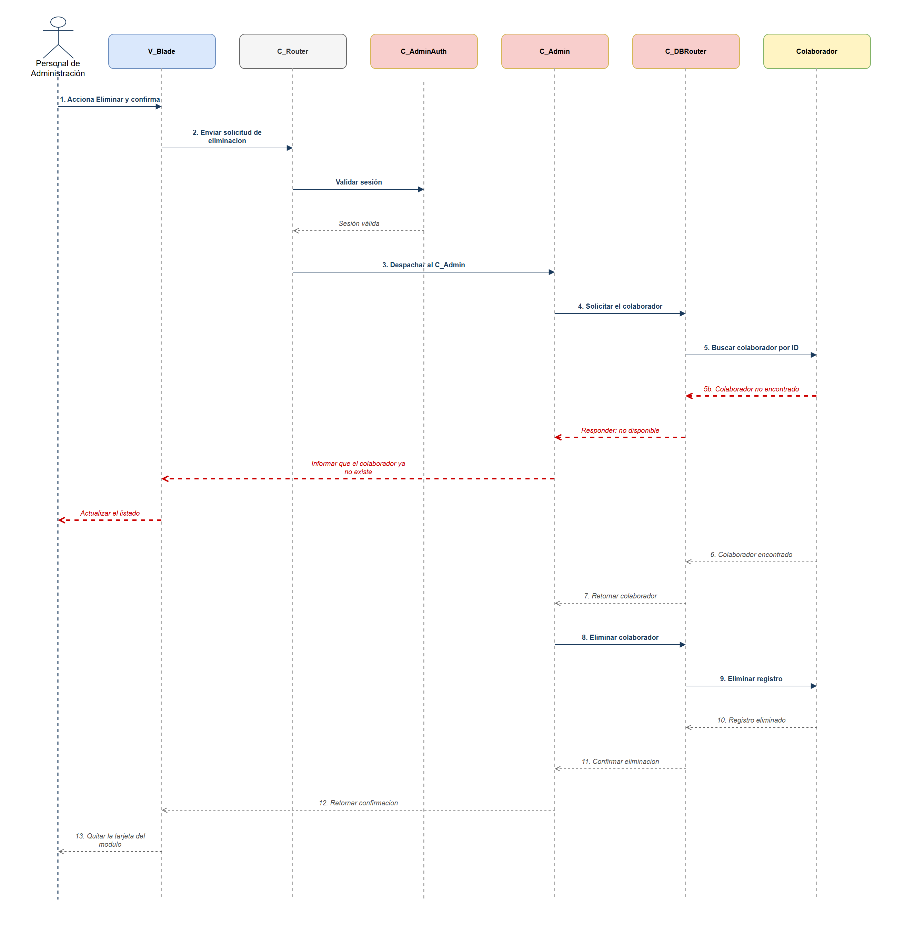 V_Blade
C_Router
C_AdminAuth
C_Admin
C_DBRouter
Colaborador
Personal de
Administración
1. Acciona Eliminar y confirma
2. Enviar solicitud de
eliminacion
Validar sesión
Sesión válida
3. Despachar al C_Admin
4. Solicitar el colaborador
5. Buscar colaborador por ID
5b. Colaborador no encontrado
Responder: no disponible
Informar que el colaborador ya
no existe
Actualizar el listado
6. Colaborador encontrado
7. Retornar colaborador
8. Eliminar colaborador
9. Eliminar registro
10. Registro eliminado
11. Confirmar eliminacion
12. Retornar confirmacion
13. Quitar la tarjeta del
modulo